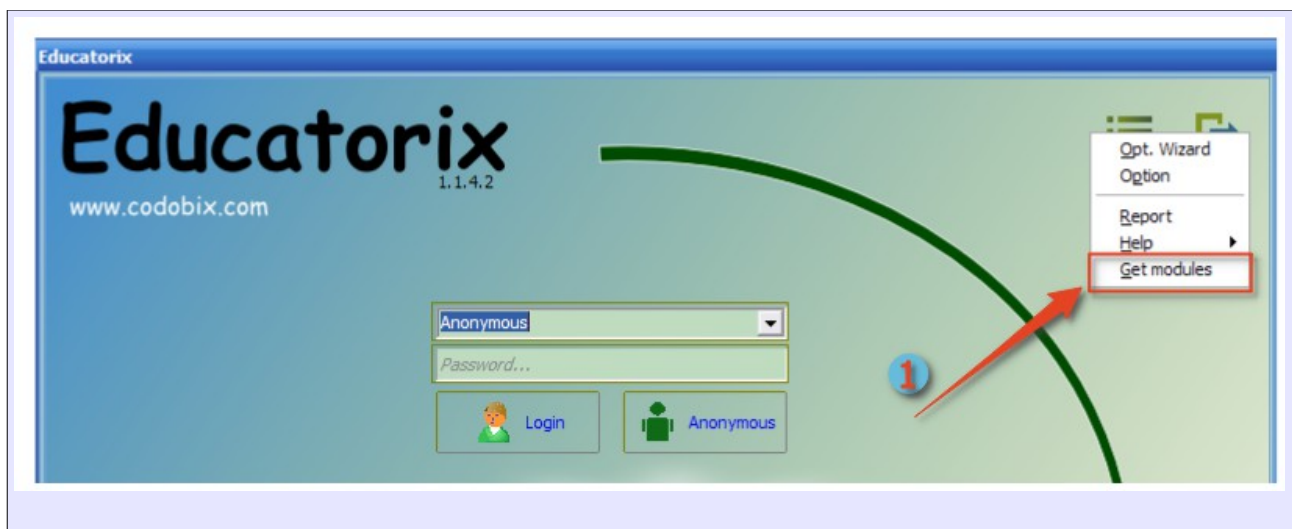 Educatorix
Educatorix
1.1.4.2
www.codobix.com
Opt. Wizard
Option
Report
Help
Get modules
Anonymous
Password...
1
Login
Anonymous